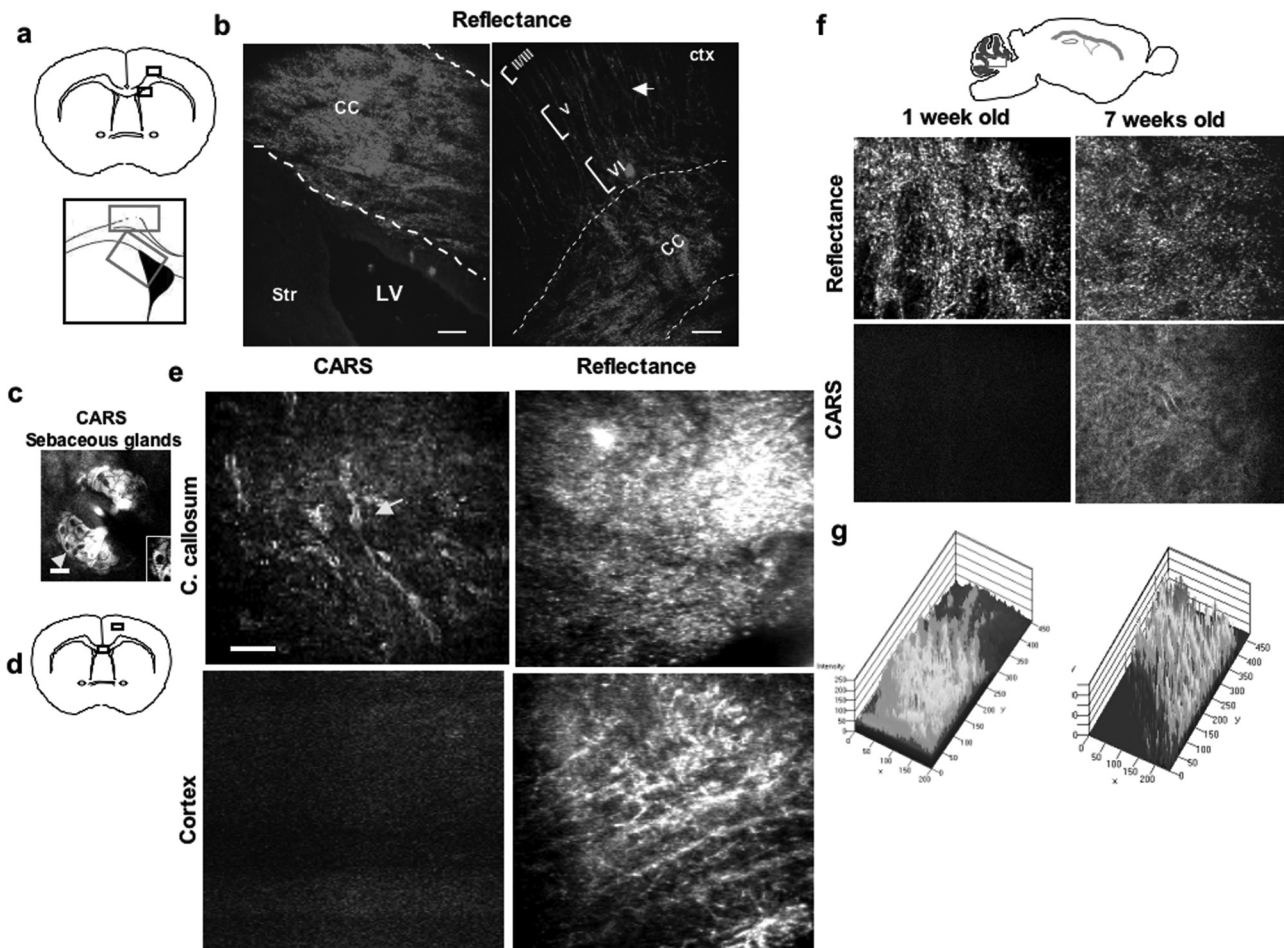 a
b
Reflectance
CC
Str
LV
II/III
V
VI
ctx
CC
c
CARS
Sebaceous glands
d
e
CARS
Reflectance
C. callosum
Cortex
f
1 week old
7 weeks old
Reflectance
CARS
g
Intensity
250
200
150
100
50
0
0
50
100
150
200
x
0
50
100
150
200
250
300
350
400
450
y
0
50
100
150
200
x
0
50
100
150
200
250
300
350
400
450
y